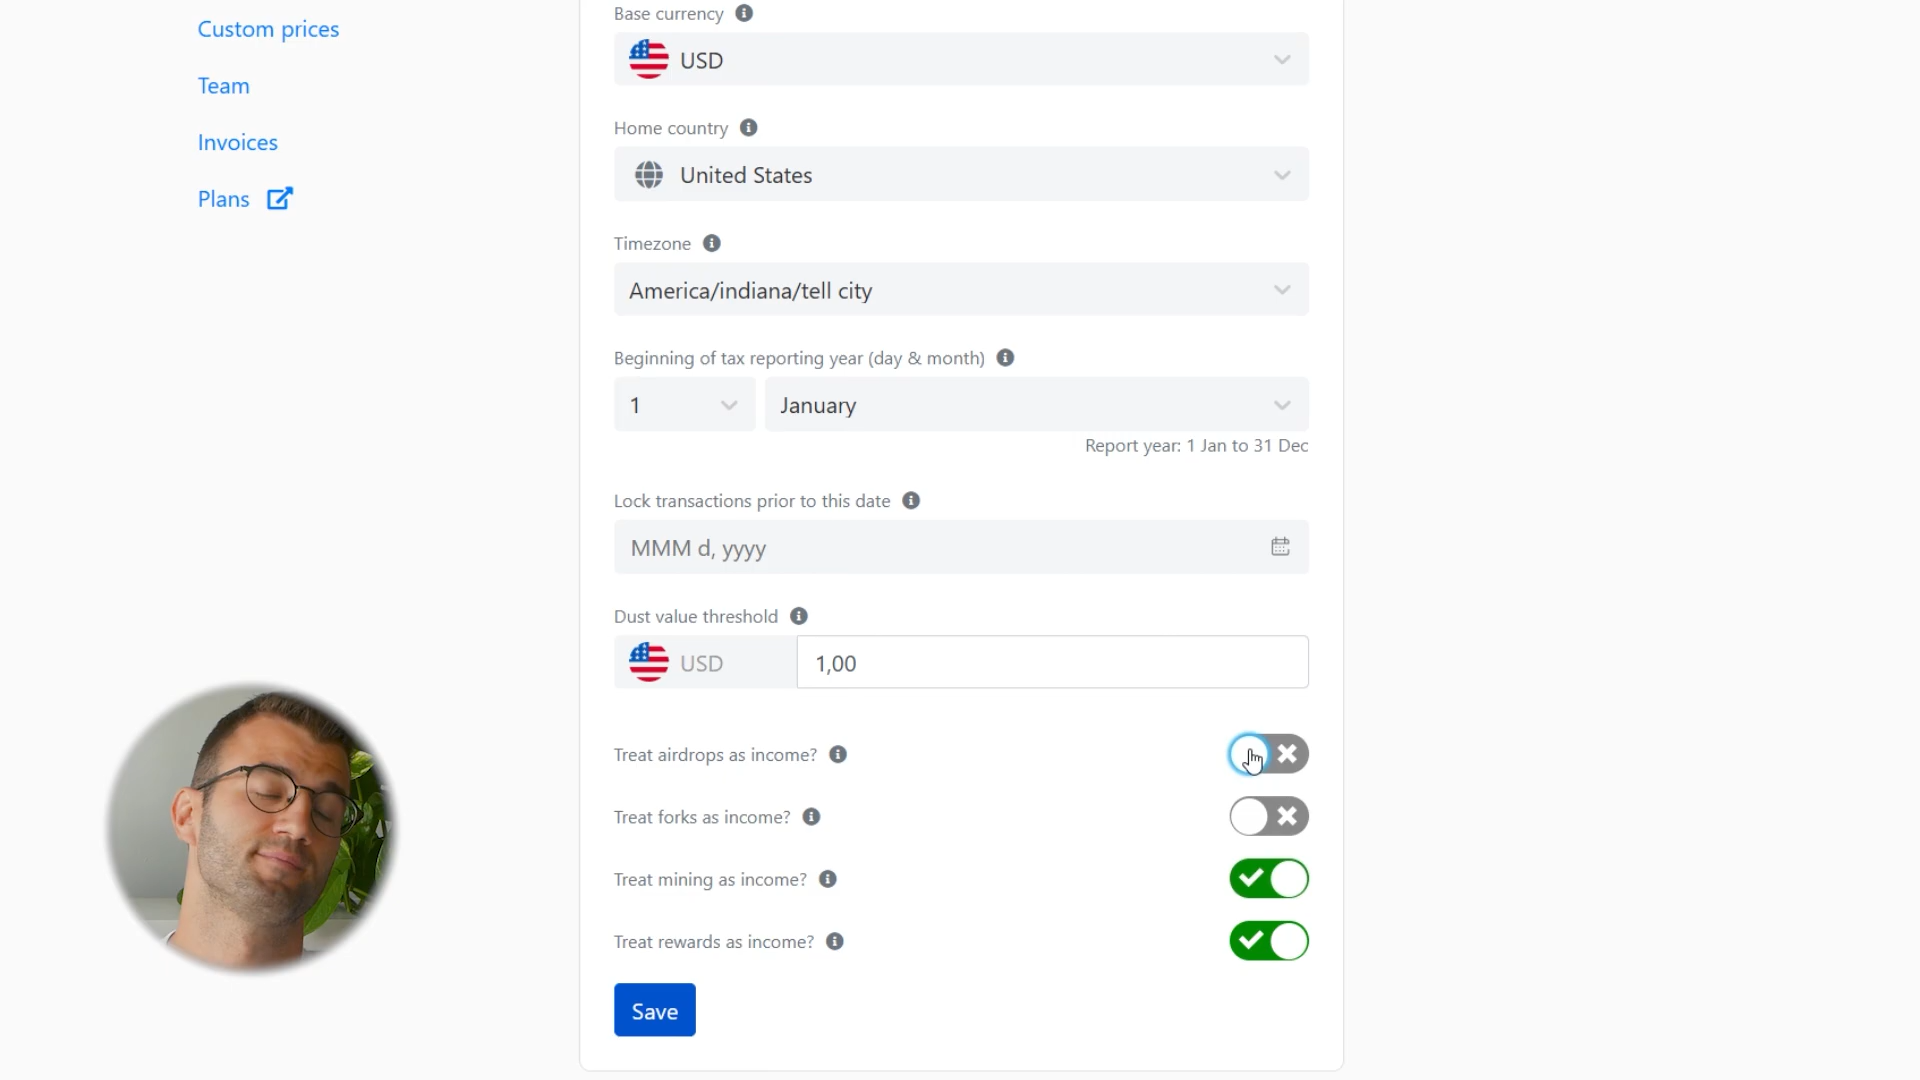 Custom prices
Team
Invoices
Plans
Base currency
USD
Home country
United States
Timezone
America/indiana/tell city
Beginning of tax reporting year (day & month)
1 January
Report year: 1 Jan to 31 Dec
Lock transactions prior to this date
MMM d, yyyy
Dust value threshold
USD 1,00
Treat airdrops as income?
Treat forks as income?
Treat mining as income?
Treat rewards as income?
Save